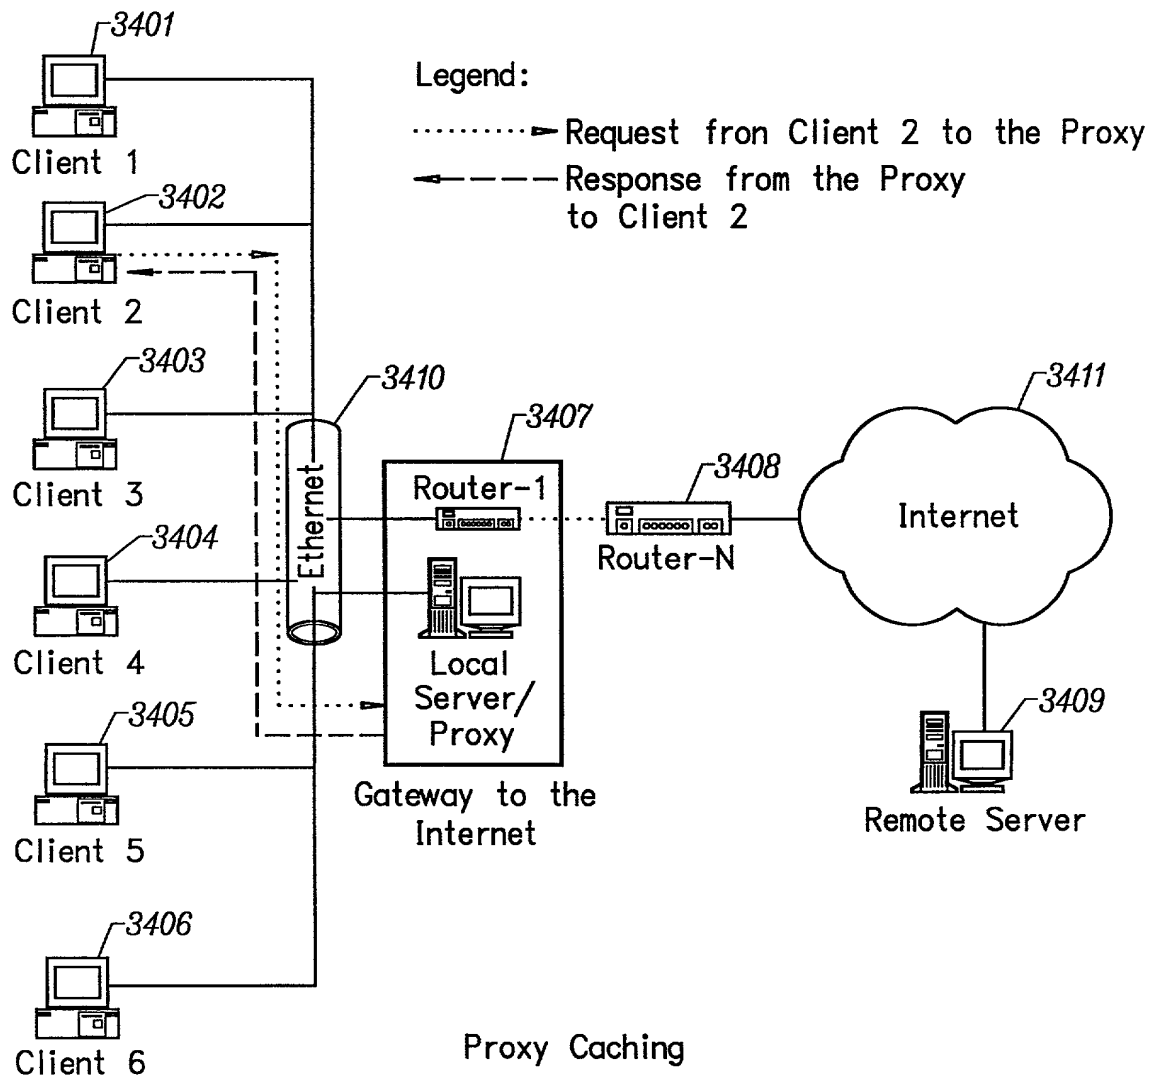 3401
Client 1
Legend:
Request fron Client 2 to the Proxy
Response from the Proxy
to Client 2
3402
Client 2
3403
Client 3
3410
Ethernet
3407
Router-1
3408
Router-N
3411
Internet
3404
Client 4
Local
Server/
Proxy
Gateway to the
Internet
3409
Remote Server
3405
Client 5
3406
Client 6
Proxy Caching